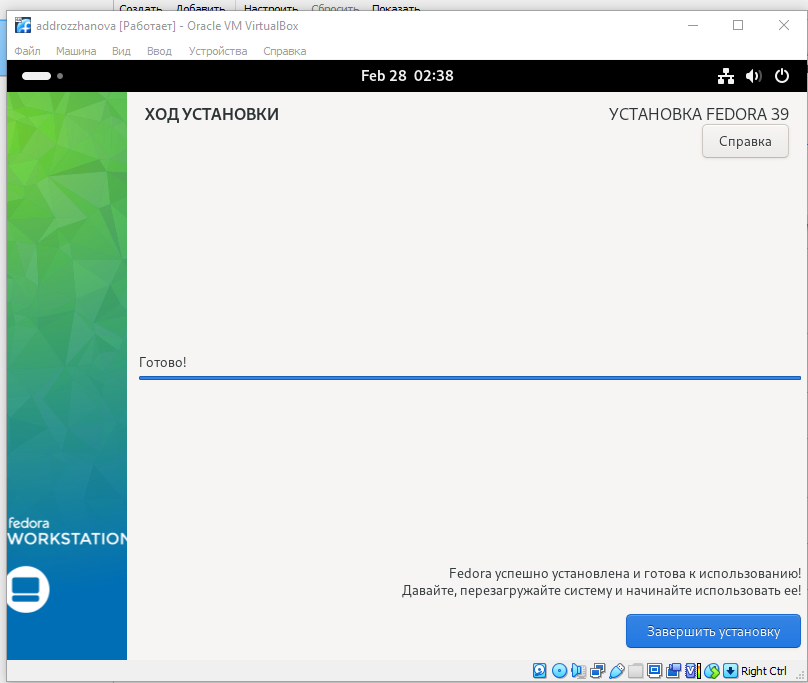 Создать Добавить Настроить Сбросить Показать
addrozzhanova [Работает] - Oracle VM VirtualBox
Файл Машина Вид Ввод Устройства Справка
Feb 28 02:38
ХОД УСТАНОВКИ
УСТАНОВКА FEDORA 39
Справка
Готово!
fedora
WORKSTATION
Fedora успешно установлена и готова к использованию!
Давайте, перезагружайте систему и начинайте использовать ее!
Завершить установку
Right Ctrl